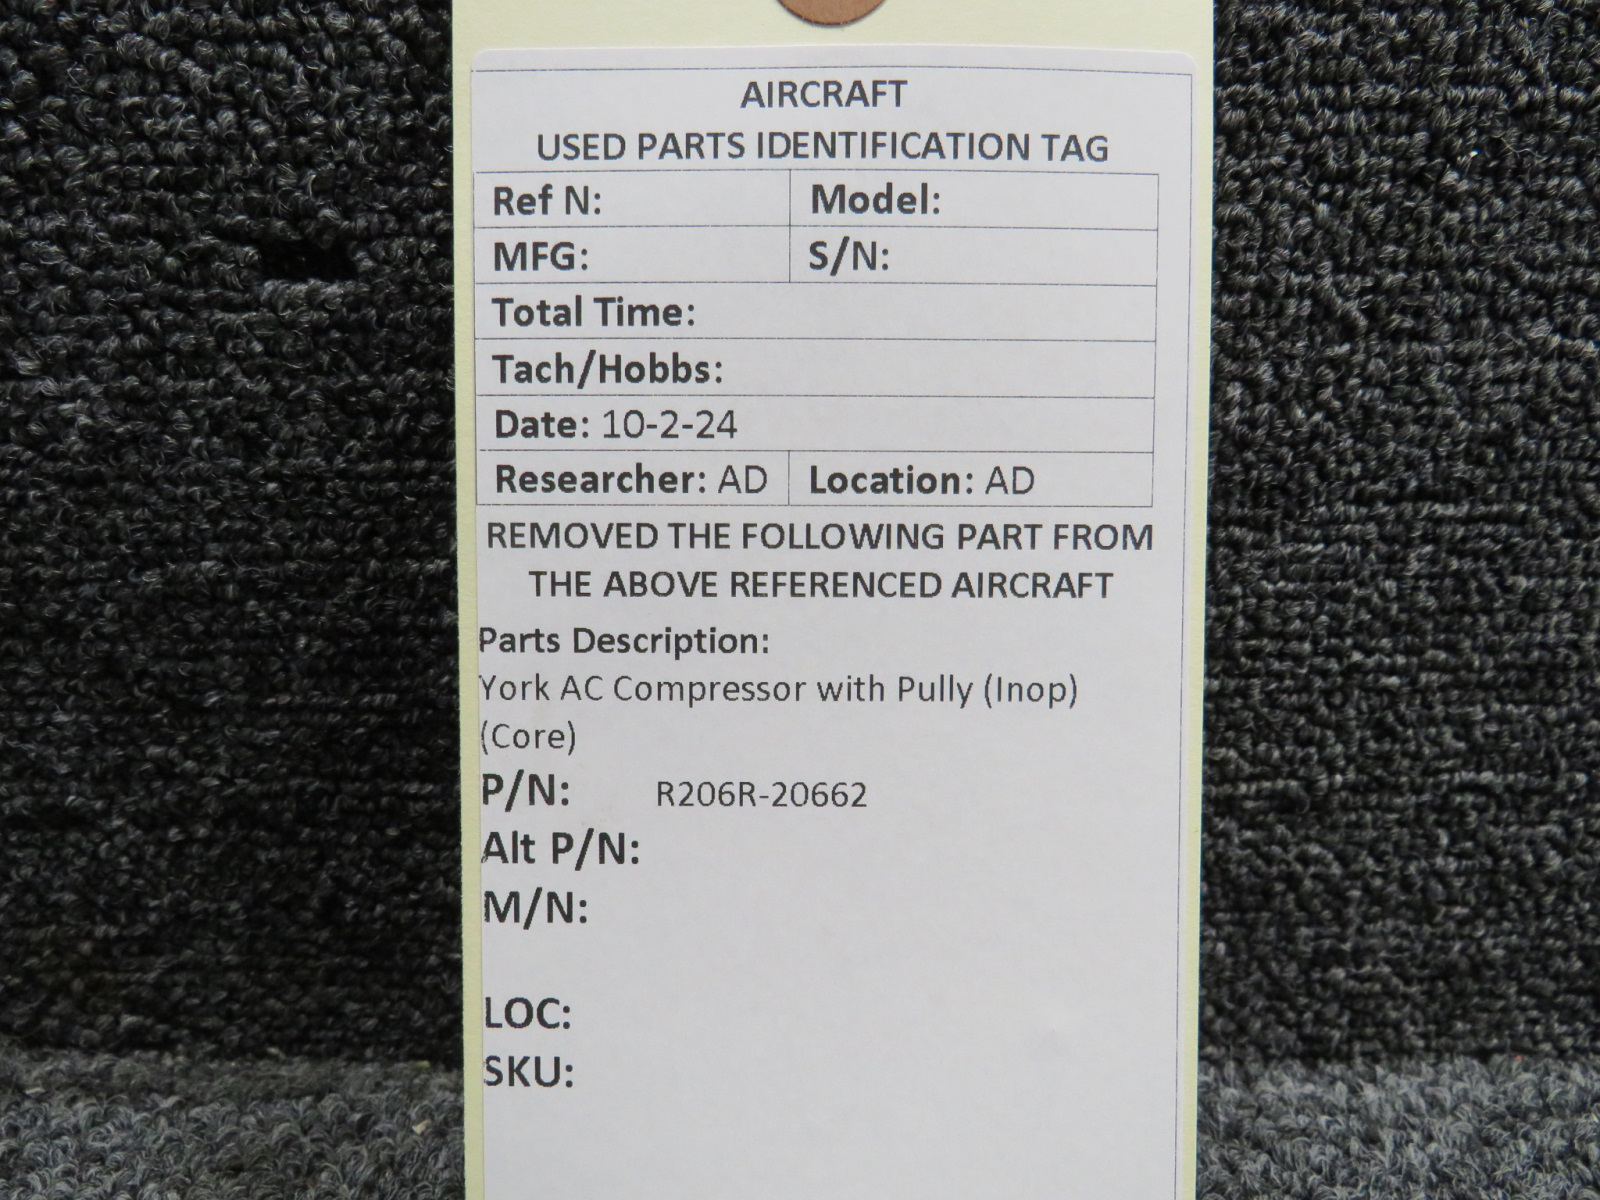 AIRCRAFT
USED PARTS IDENTIFICATION TAG
Ref N: Model:
MFG: S/N:
Total Time:
Tach/Hobbs:
Date: 10-2-24
Researcher: AD Location: AD
REMOVED THE FOLLOWING PART FROM
THE ABOVE REFERENCED AIRCRAFT
Parts Description:
York AC Compressor with Pully (Inop)
(Core)
P/N: R206R-20662
Alt P/N:
M/N:
LOC:
SKU: